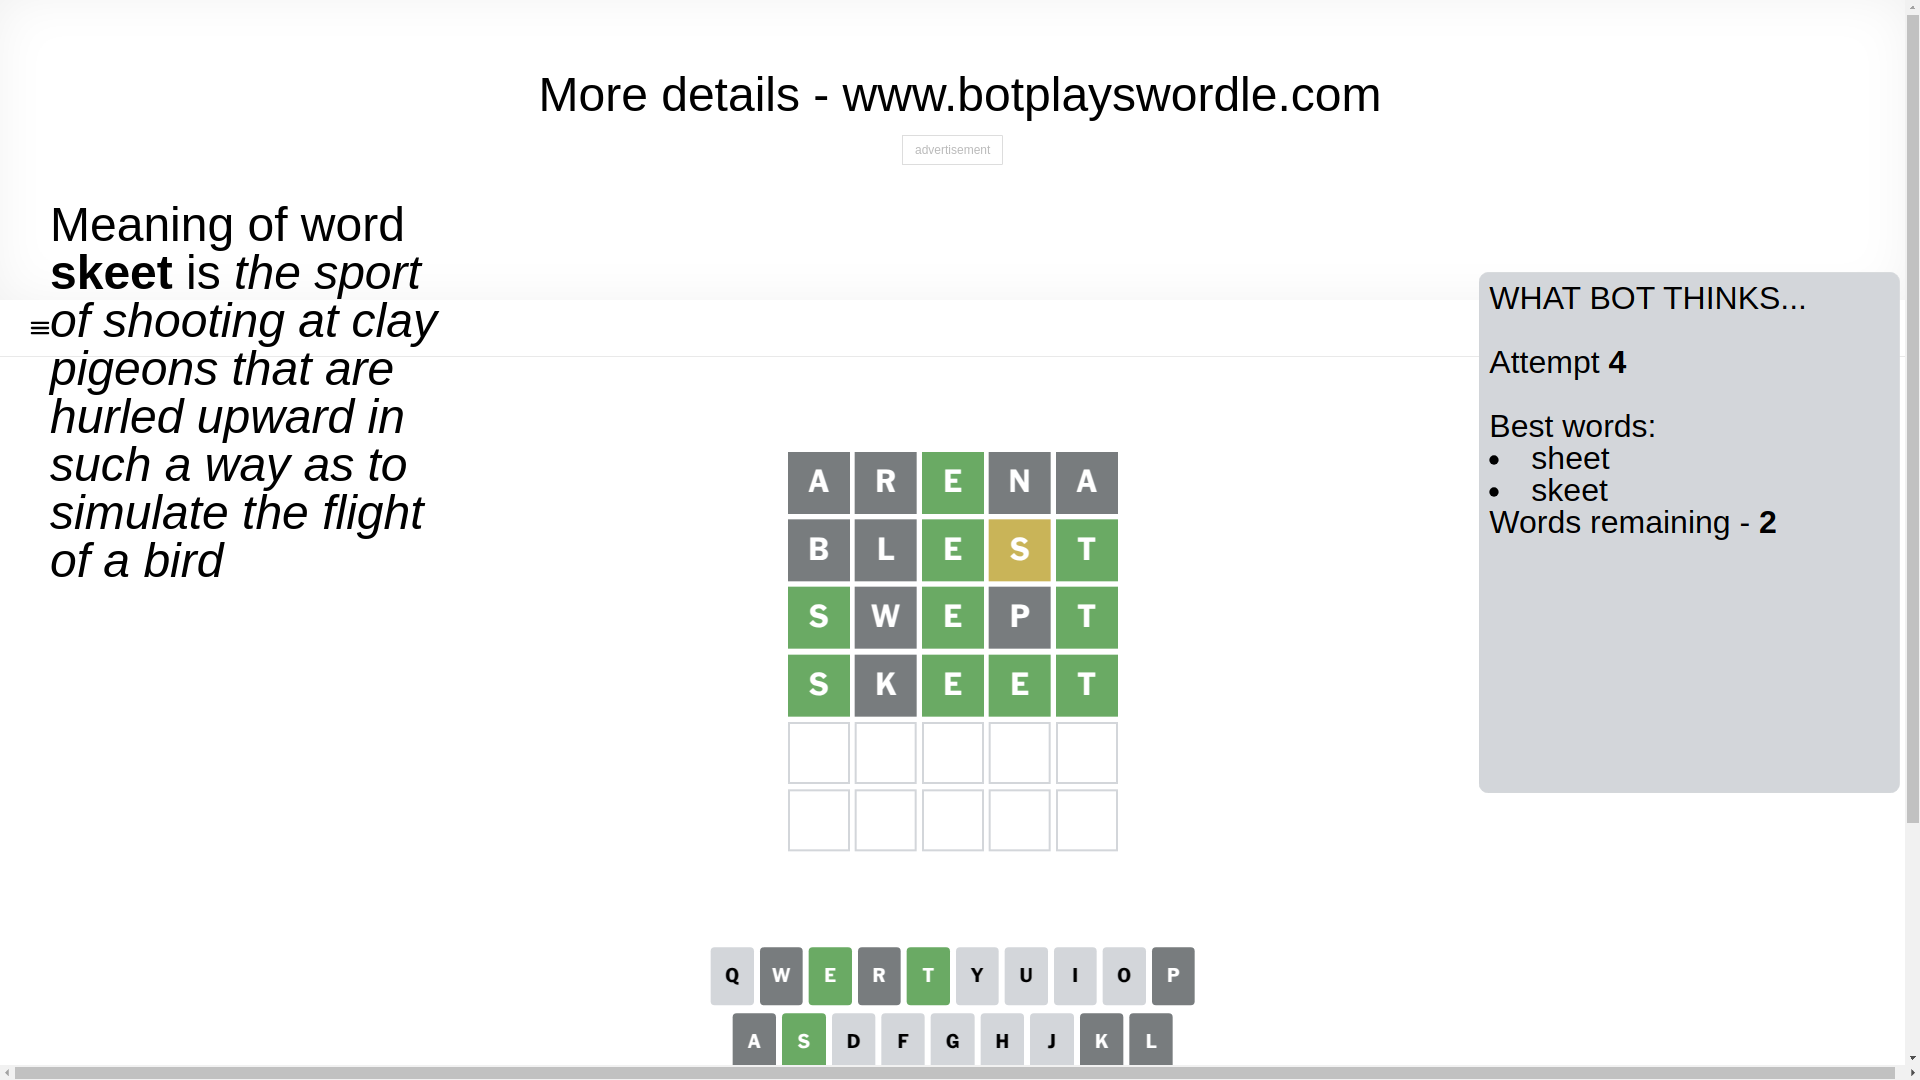 More details - www.botplayswordle.com
advertisement
Meaning of word
skeet is the sport
of shooting at clay
pigeons that are
hurled upward in
such a way as to
simulate the flight
of a bird
WHAT BOT THINKS...
Attempt 4
Best words:
• sheet
• skeet
Words remaining - 2
A R E N A
B L E S T
S W E P T
S K E E T
Q W E R T Y U I O P
A S D F G H J K L